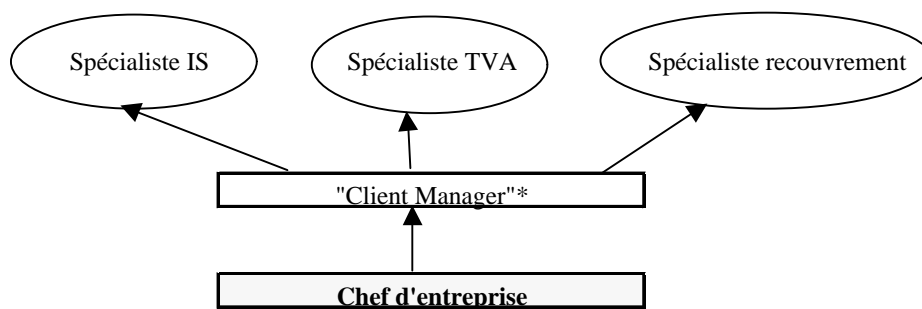 Spécialiste IS
Spécialiste TVA
Spécialiste recouvrement
"Client Manager"*
Chef d'entreprise